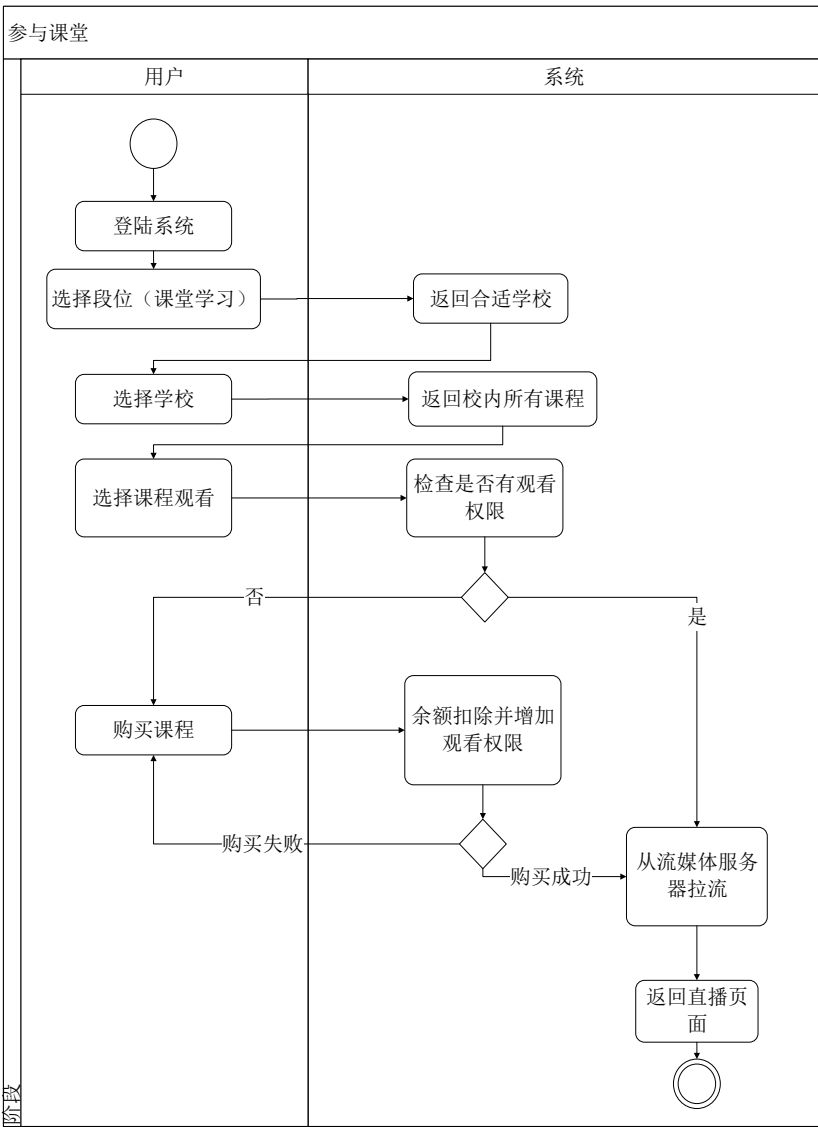 参与课堂
用户
系统
登陆系统
选择段位（课堂学习）
返回合适学校
选择学校
返回校内所有课程
选择课程观看
检查是否有观看
权限
否
是
购买课程
余额扣除并增加
观看权限
购买失败
购买成功
从流媒体服务
器拉流
返回直播页
面
阶段